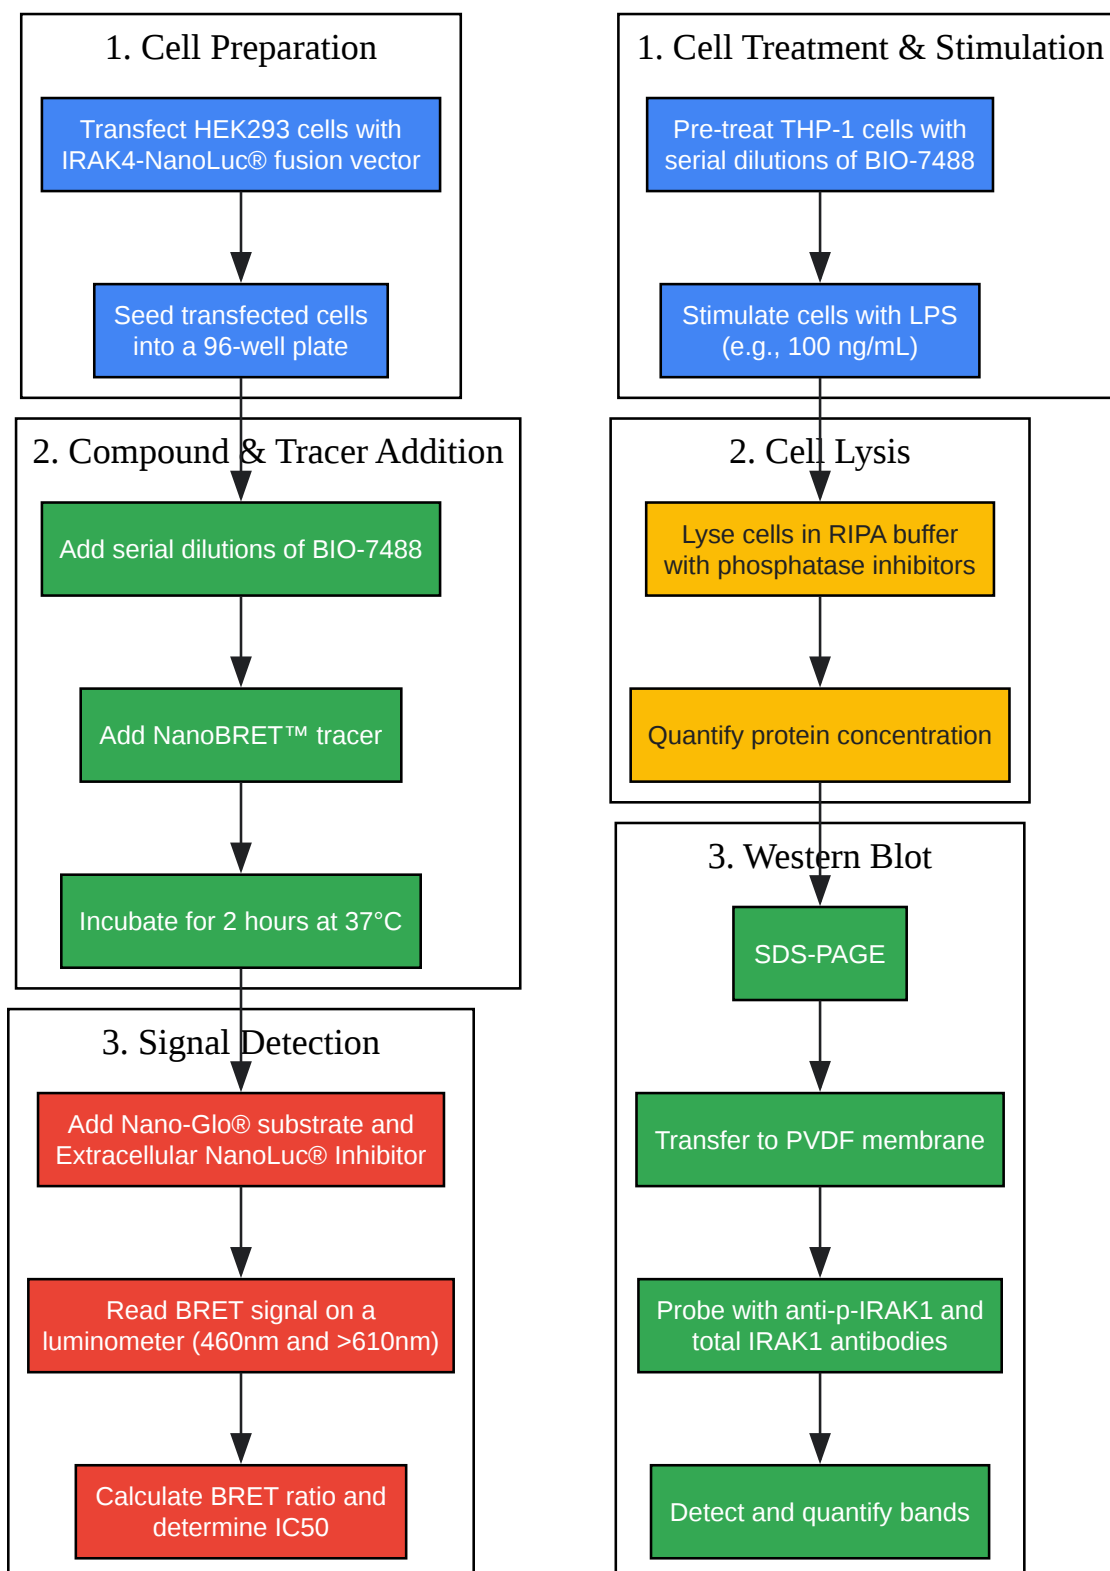 1. Cell Preparation
Transfect HEK293 cells with
IRAK4-NanoLuc® fusion vector
Seed transfected cells
into a 96-well plate
2. Compound & Tracer Addition
Add serial dilutions of BIO-7488
Add NanoBRET™ tracer
Incubate for 2 hours at 37°C
3. Signal Detection
Add Nano-Glo® substrate and
Extracellular NanoLuc® Inhibitor
Read BRET signal on a
luminometer (460nm and >610nm)
Calculate BRET ratio and
determine IC50
1. Cell Treatment & Stimulation
Pre-treat THP-1 cells with
serial dilutions of BIO-7488
Stimulate cells with LPS
(e.g., 100 ng/mL)
2. Cell Lysis
Lyse cells in RIPA buffer
with phosphatase inhibitors
Quantify protein concentration
3. Western Blot
SDS-PAGE
Transfer to PVDF membrane
Probe with anti-p-IRAK1 and
total IRAK1 antibodies
Detect and quantify bands